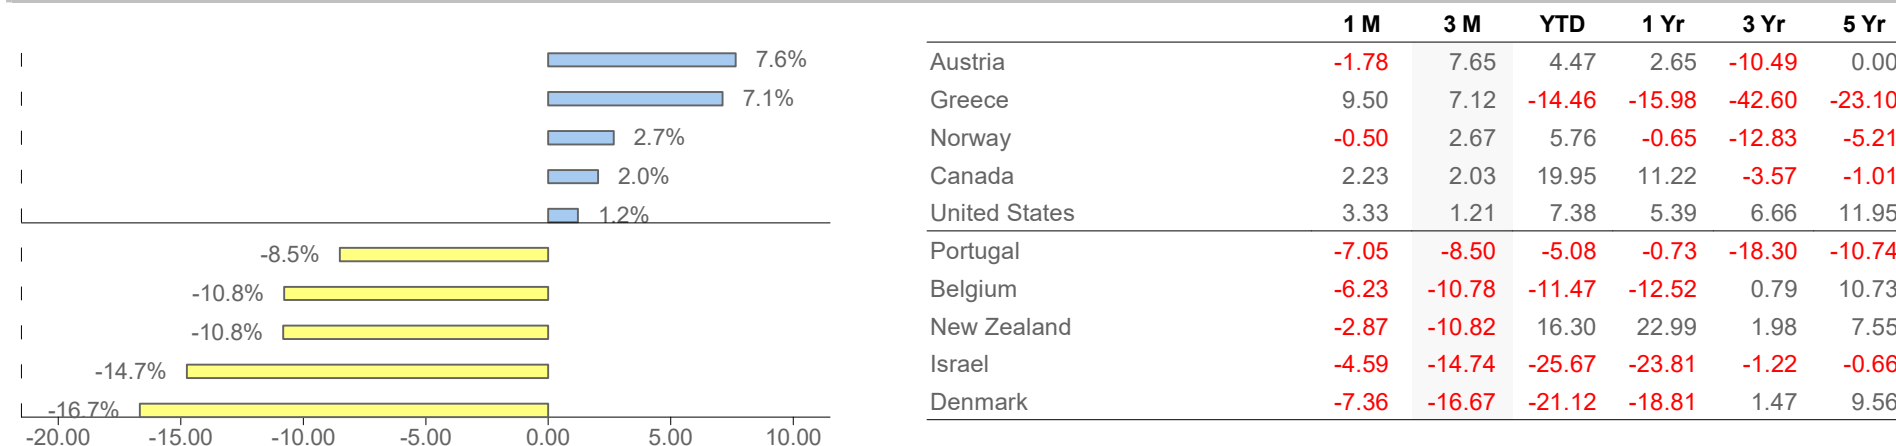 1 M 3 M YTD 1 Yr 3 Yr 5 Yr
7.6% Austria -1.78 7.65 4.47 2.65 -10.49 0.00
7.1% Greece 9.50 7.12 -14.46 -15.98 -42.60 -23.10
2.7% Norway -0.50 2.67 5.76 -0.65 -12.83 -5.21
2.0% Canada 2.23 2.03 19.95 11.22 -3.57 -1.01
1.2% United States 3.33 1.21 7.38 5.39 6.66 11.95
-8.5% Portugal -7.05 -8.50 -5.08 -0.73 -18.30 -10.74
-10.8% Belgium -6.23 -10.78 -11.47 -12.52 0.79 10.73
-10.8% New Zealand -2.87 -10.82 16.30 22.99 1.98 7.55
-14.7% Israel -4.59 -14.74 -25.67 -23.81 -1.22 -0.66
-16.7% Denmark -7.36 -16.67 -21.12 -18.81 1.47 9.56
-20.00 -15.00 -10.00 -5.00 0.00 5.00 10.00